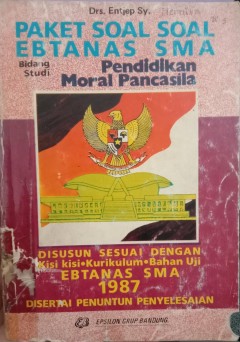 Drs. Entjep Sy.
PAKET SOAL SOAL
EBTANAS SMA
Bidang
Studi
Pendidikan
Moral Pancasila
DISUSUN SESUAI DENGAN
Kisi kisi•Kurikulum•Bahan Uji
EBTANAS SMA
1987
DISERTAI PENUNTUN PENYELESAIAN
EPSILON GRUP BANDUNG